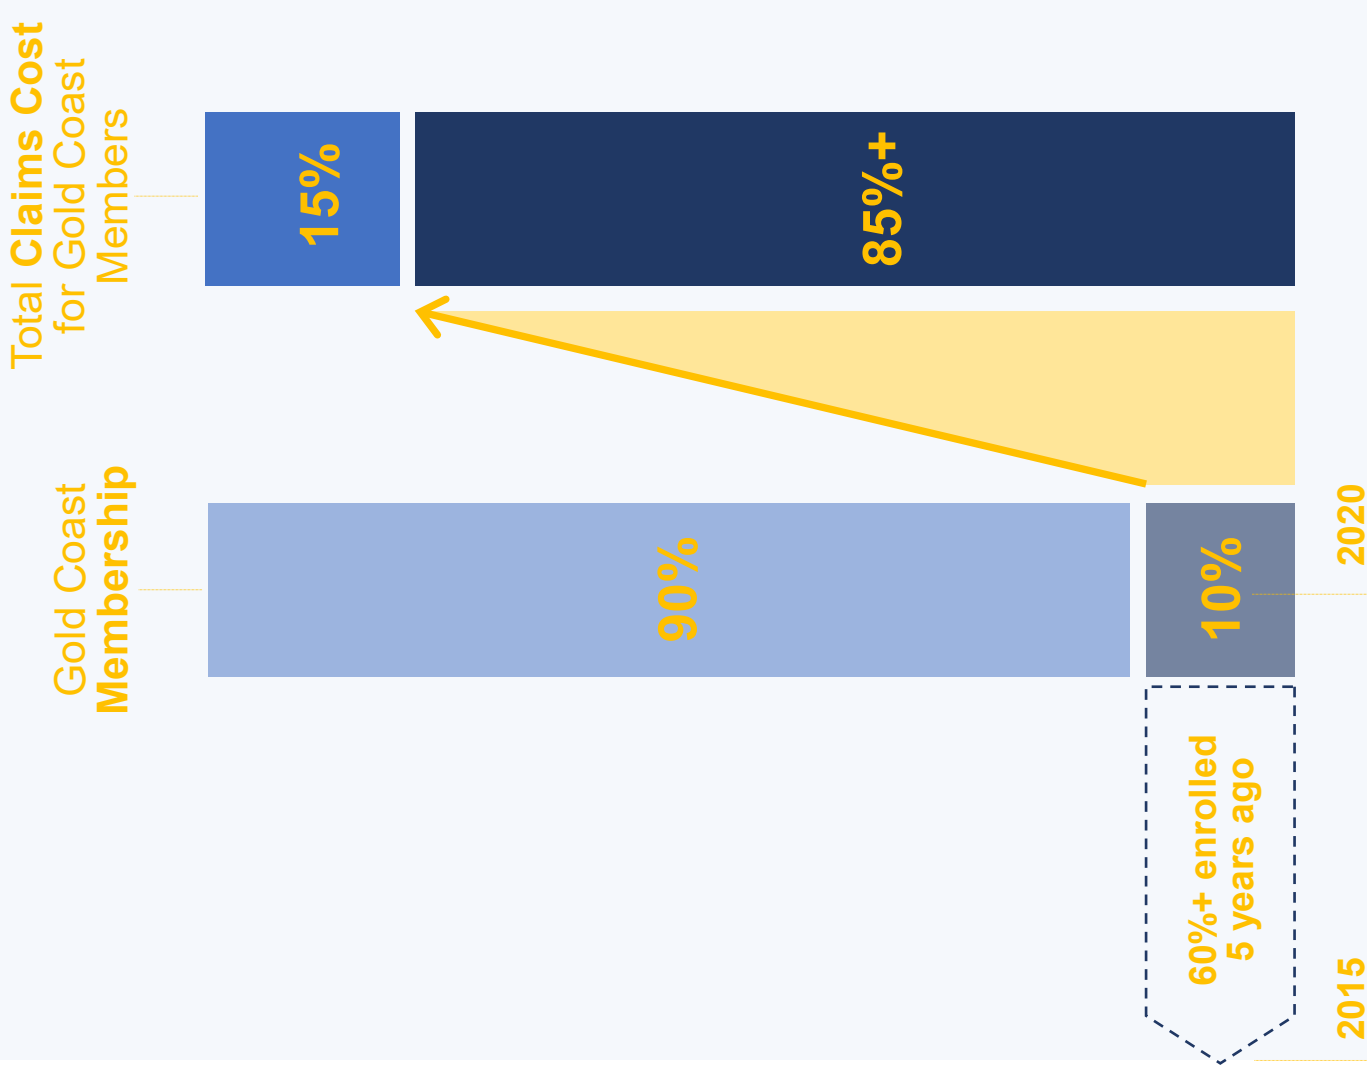 Gold Coast
Membership
Total Claims Cost
for Gold Coast
Members
90%
15%
85%+
60%+ enrolled
5 years ago
10%
2015
2020